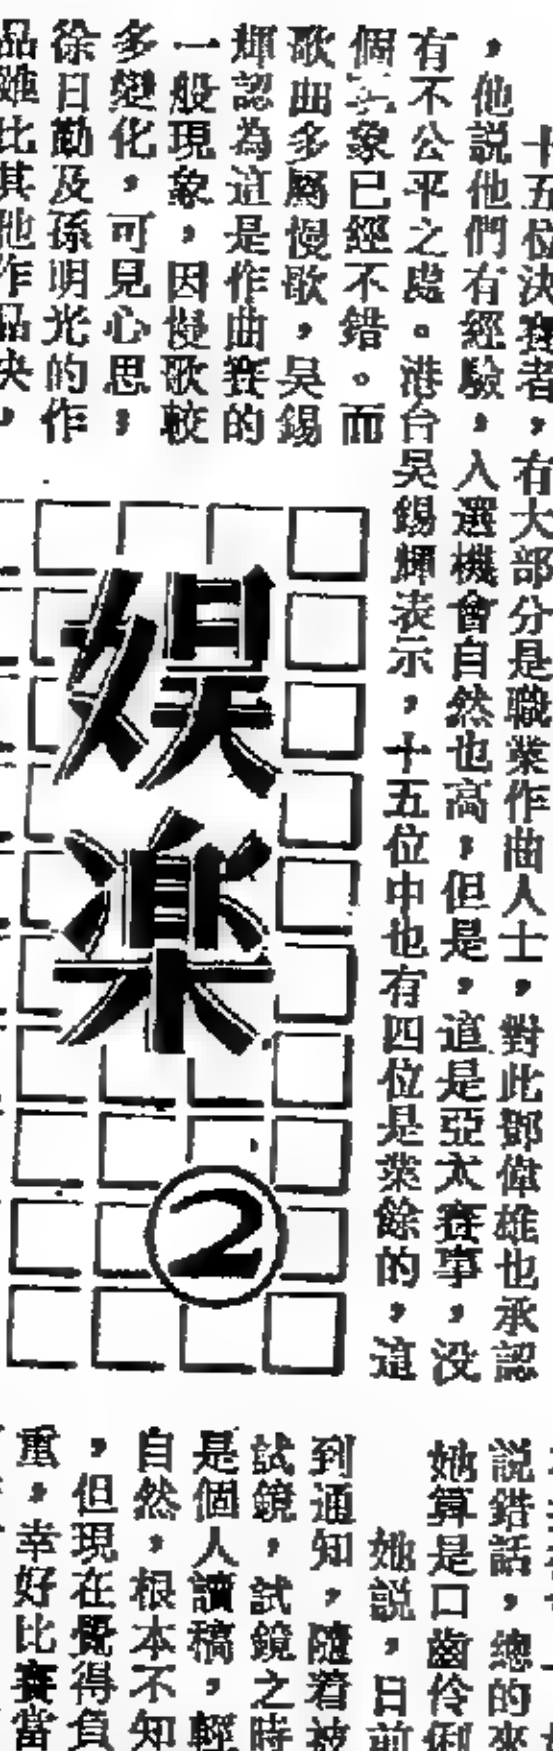 十五位決賽者，有大部分是職業作曲人士，對此鄧偉雄也承認
，他說他們有經驗，入選機會自然也高，但是，這是亞太賽事，没
有不公平之處。港台吳錫輝表示，十五位中也有四位是業餘的，這
個現象已經不錯。而
歌曲多屬慢歌，吳錫
輝認為這是作曲賽的
一般現象，因慢歌較
多變化，可見心思，
徐日勤及孫明光的作
品雖比其他作品快，
娱楽
②
說錯話，總的來
她算是口齒伶俐
她說，日前
到通知，隨着被
試鏡，試鏡之時
是個人讀稿，輕
自然，根本不知
，但現在覺得負
重，幸好比賽當